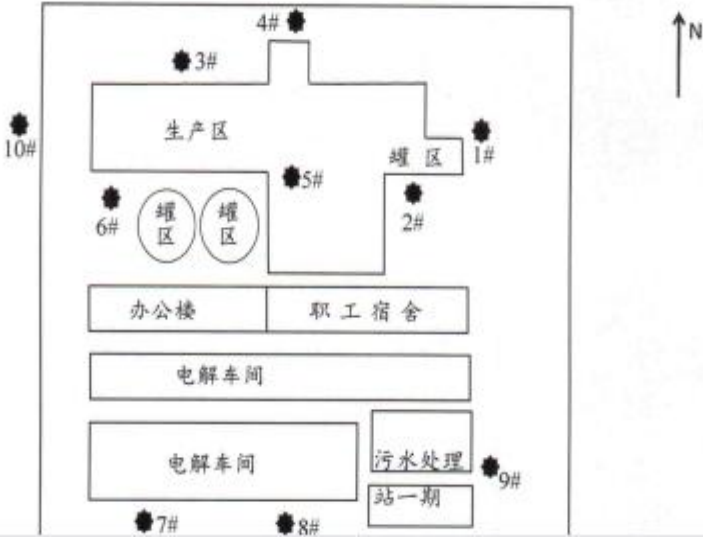 4#
N
3#
生产区
10#
1#
罐区
5#
6#
罐
区
罐
区
2#
办公楼
职工宿舍
电解车间
电解车间
污水处理
9#
站一期
7#
8#